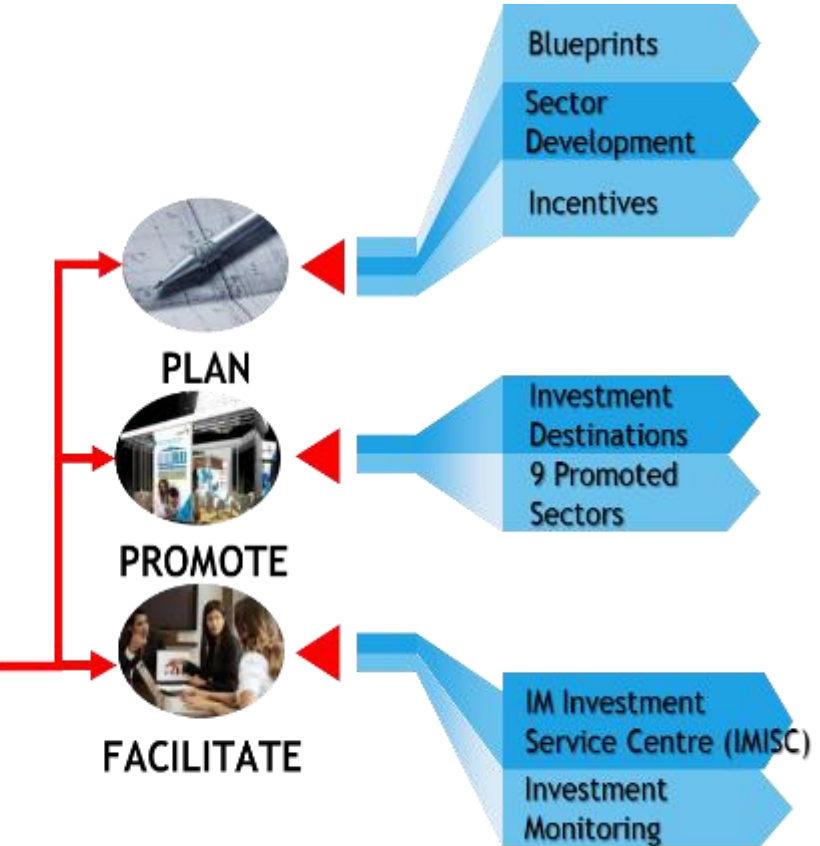 Blueprints
Sector
Development
Incentives
PLAN
Investment
Destinations
9 Promoted
Sectors
PROMOTE
IM Investment
Service Centre (IMISC)
FACILITATE
Investment
Monitoring